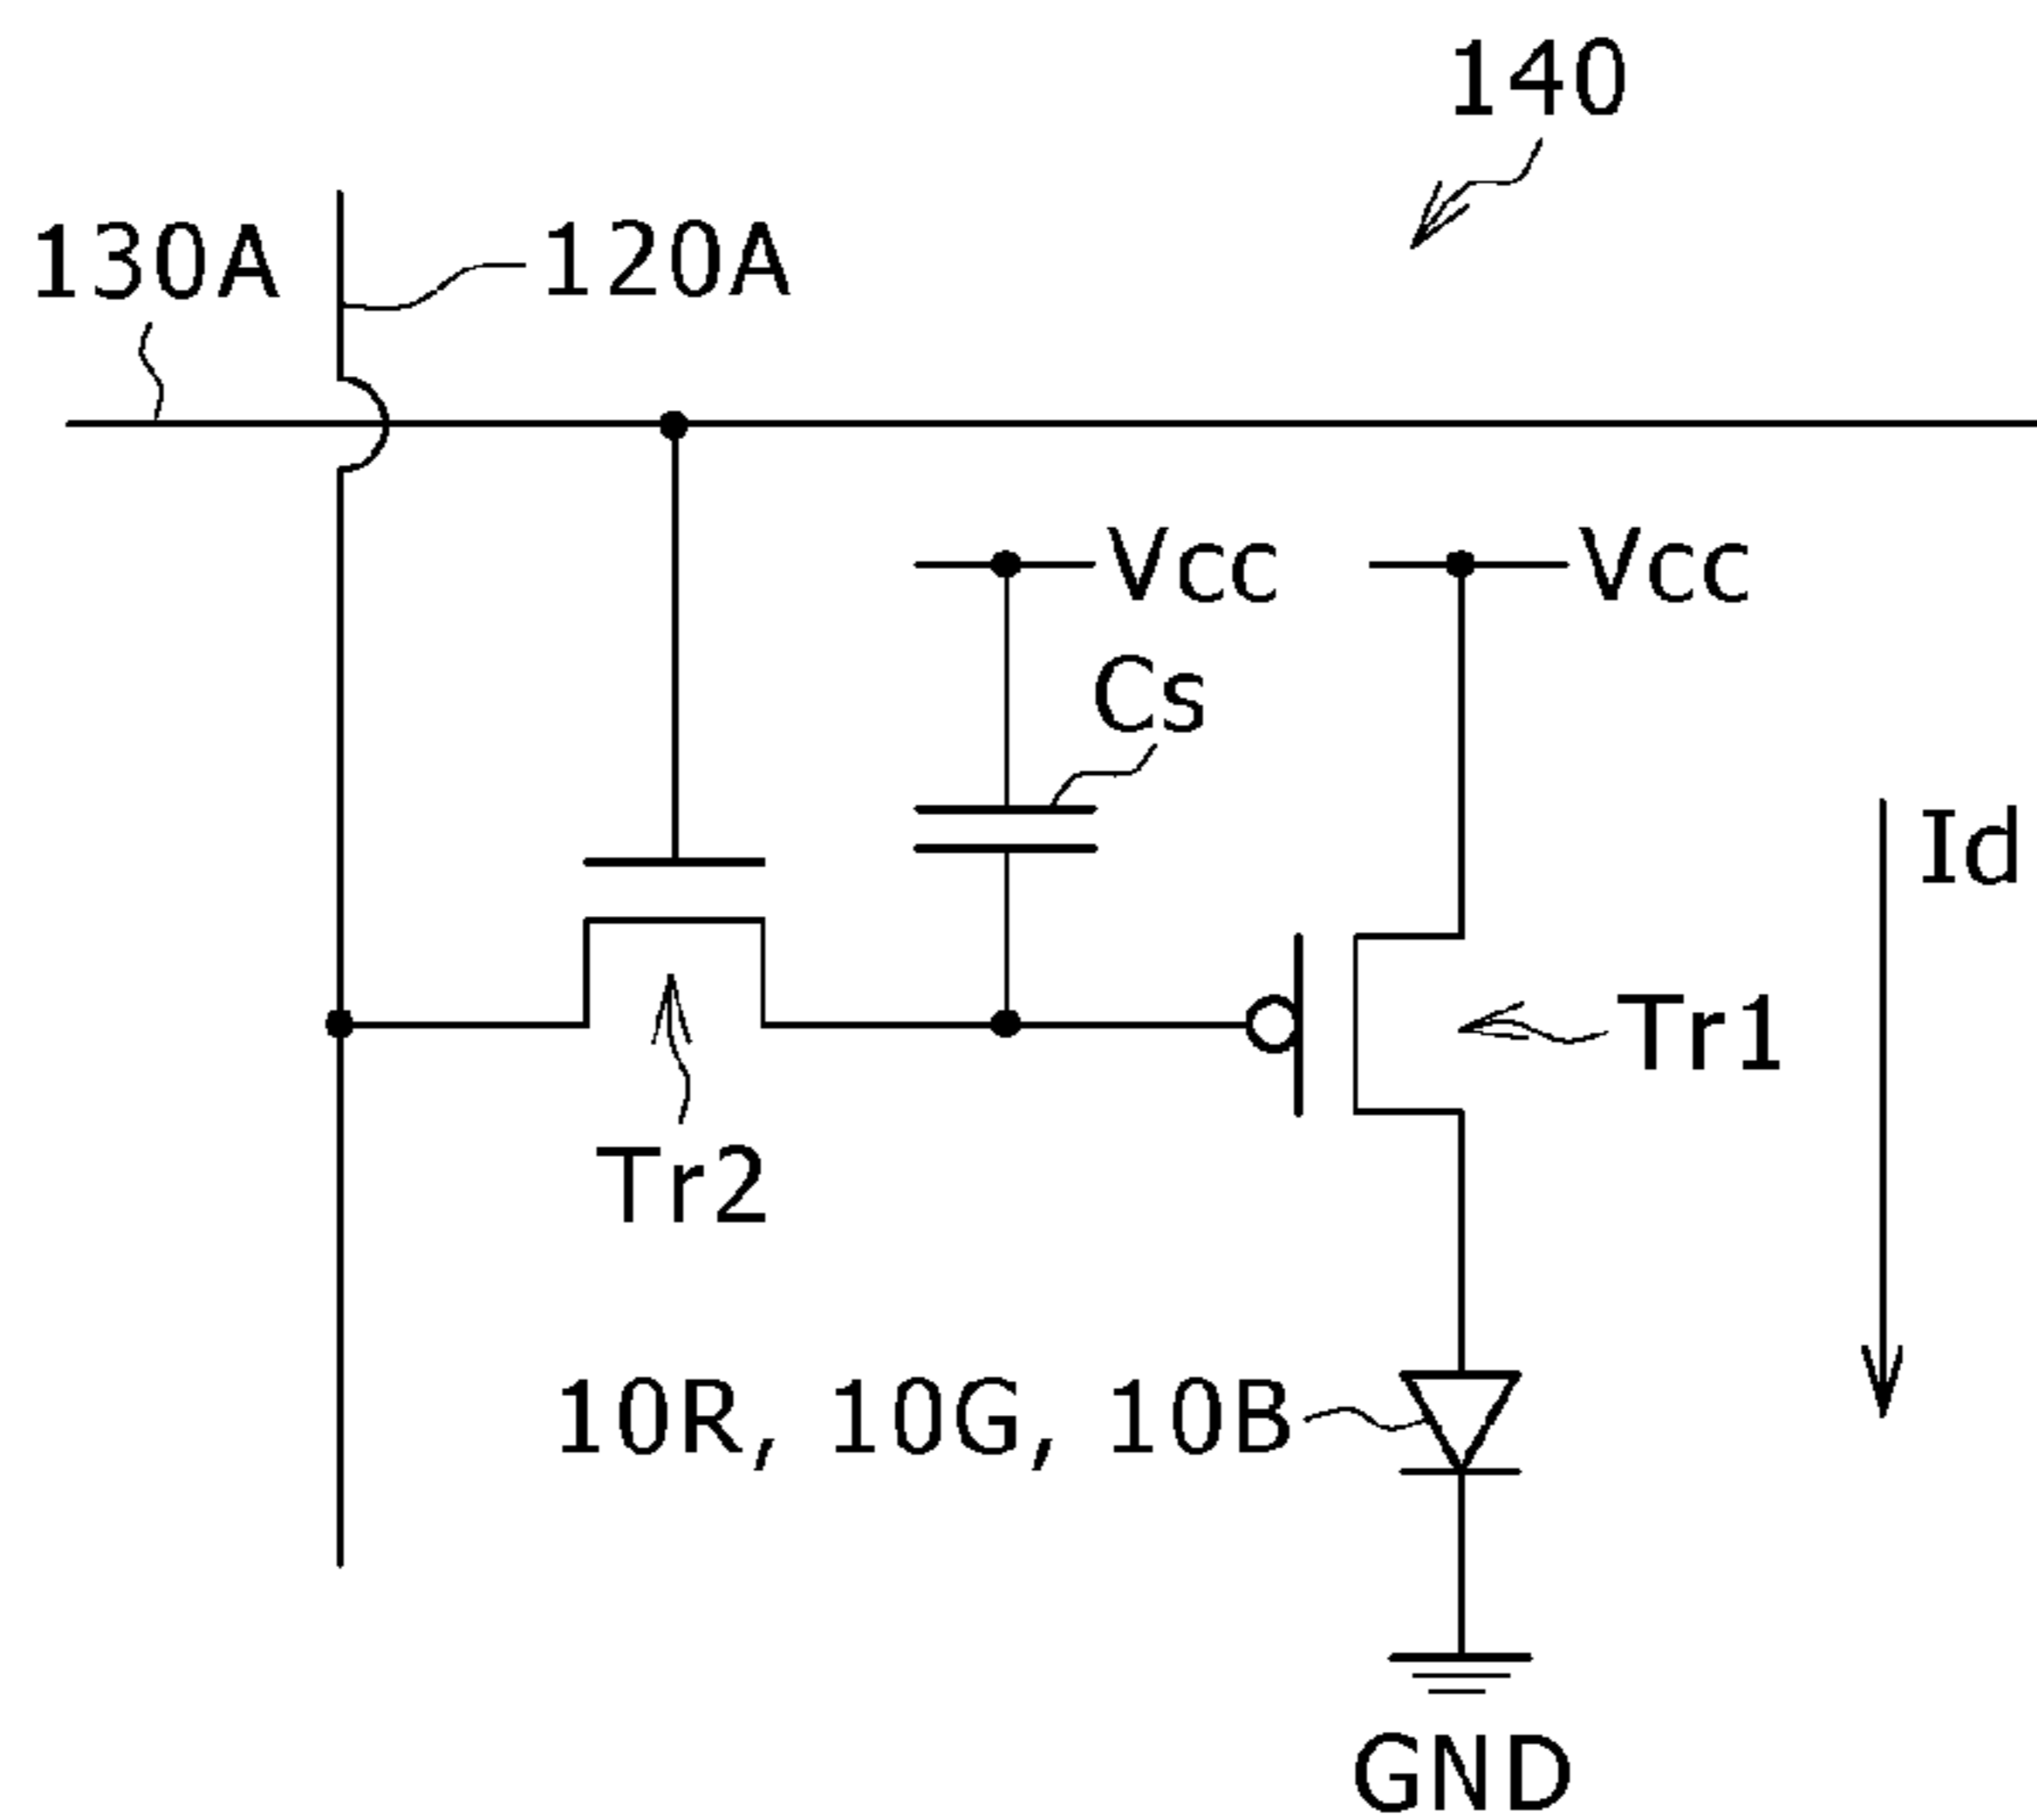 140
130A
120A
Vcc
Vcc
Cs
Id
Tr1
Tr2
10R, 10G, 10B
GND